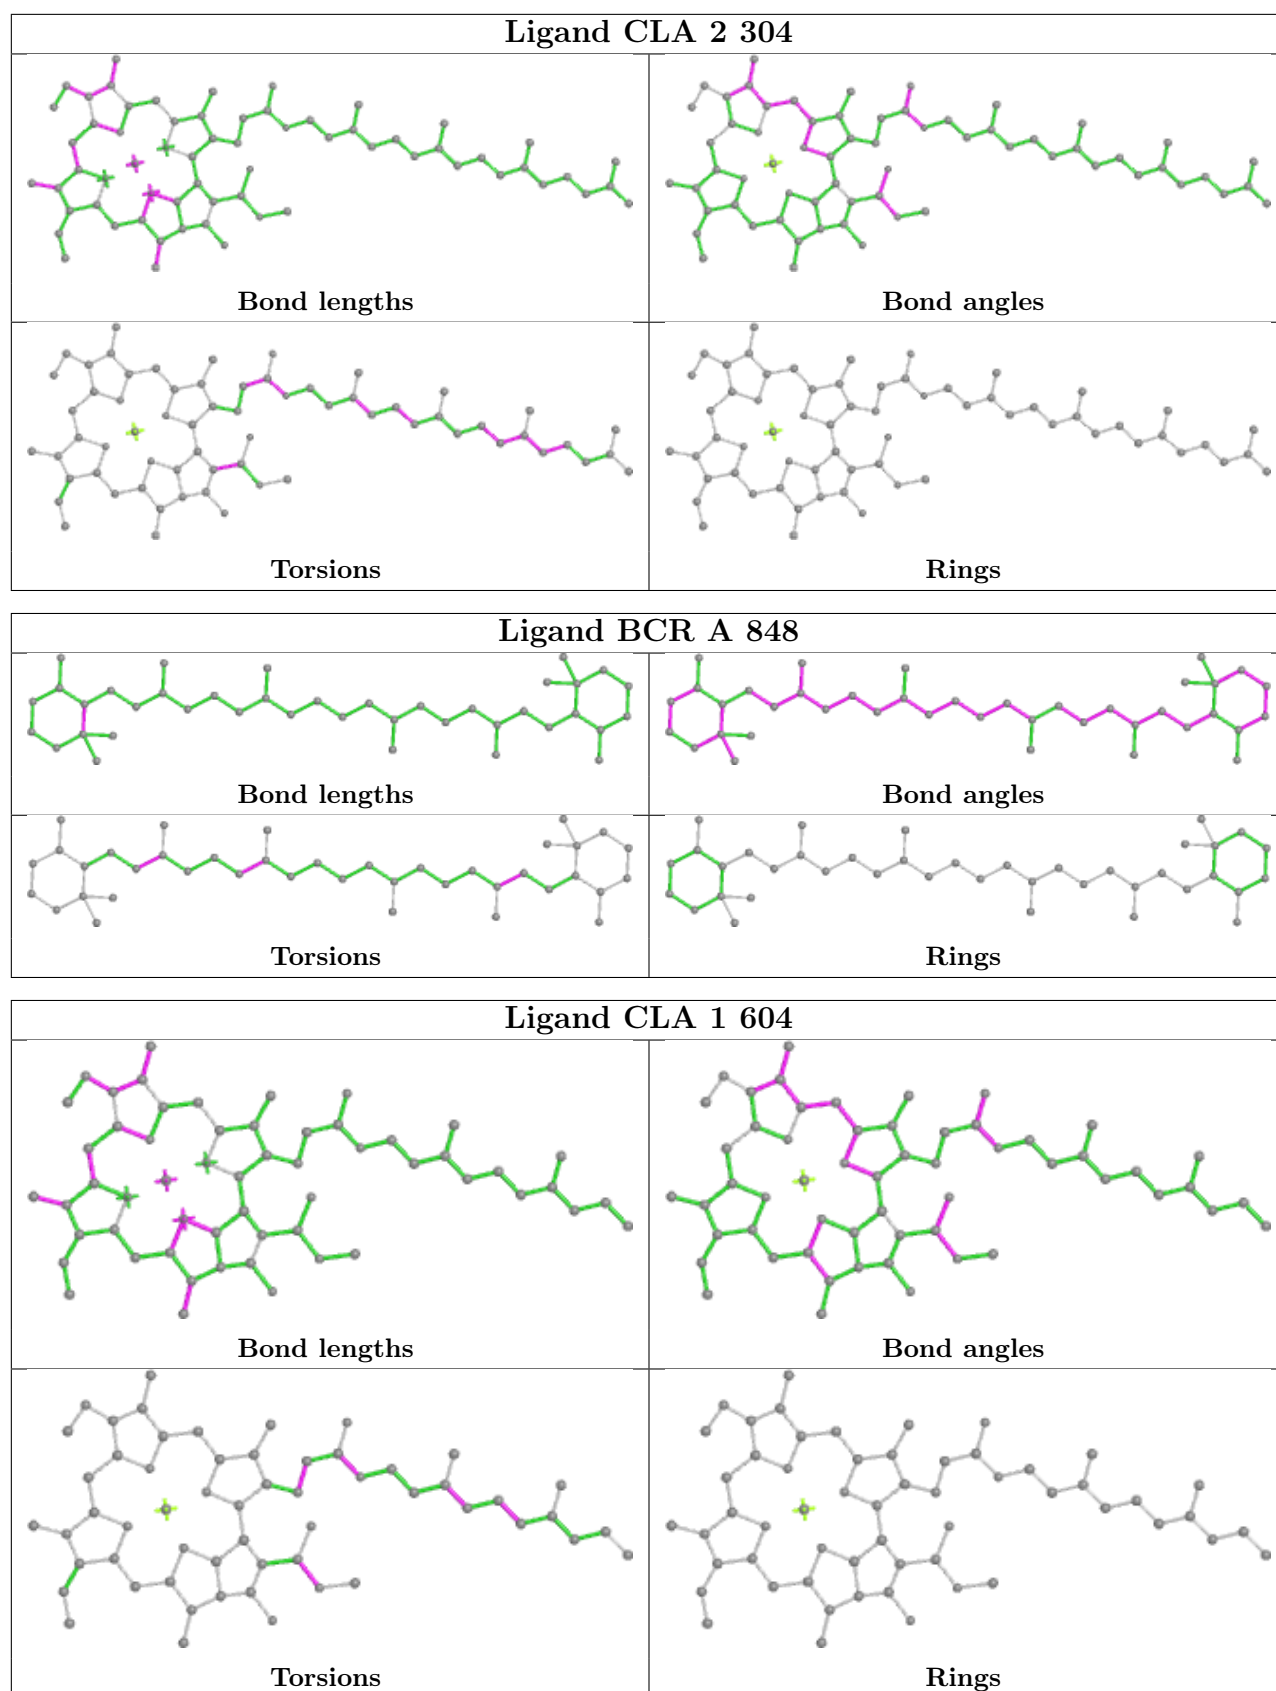 Ligand CLA 2 304
Bond lengths
Bond angles
Torsions
Rings
Ligand BCR A 848
Bond lengths
Bond angles
Torsions
Rings
Ligand CLA 1 604
Bond lengths
Bond angles
Torsions
Rings